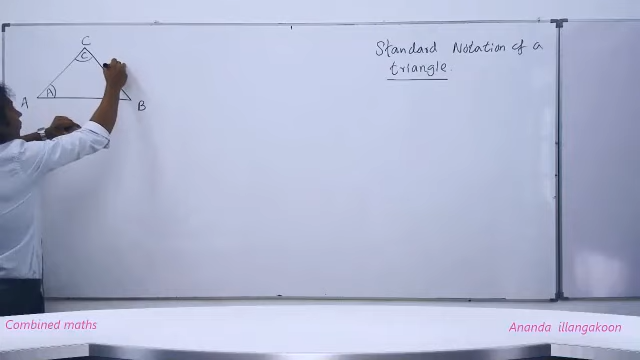 Standard Notation of a
triangle.
C
C
A
A
B
Combined maths
Ananda illangakoon